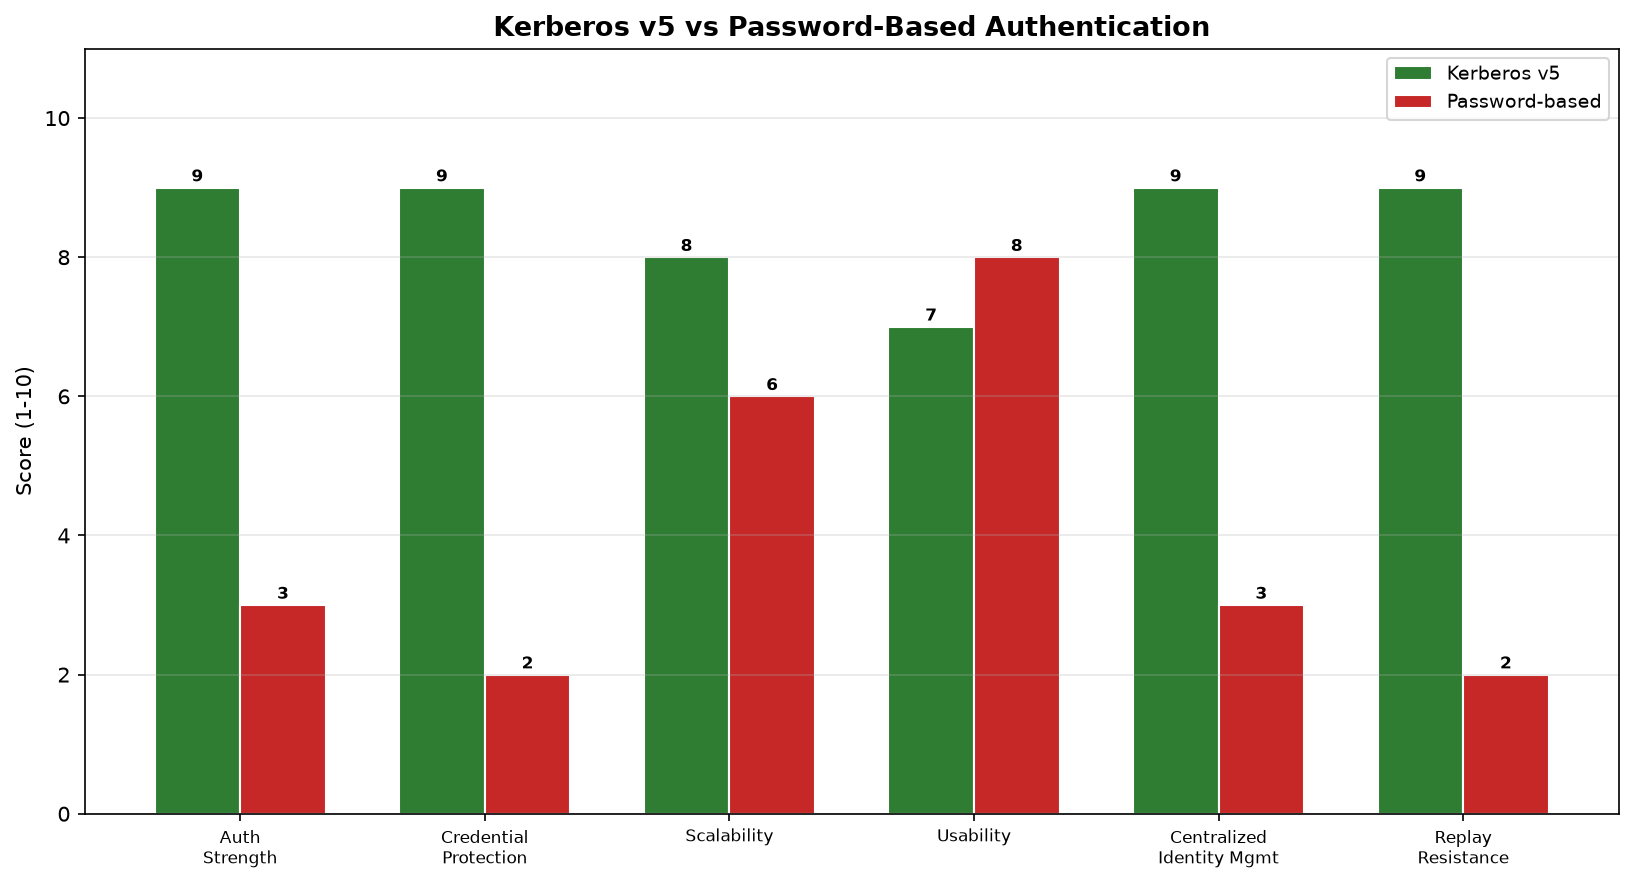 Kerberos v5 vs Password-Based Authentication
Kerberos v5
Password-based
Score (1-10)
10
8
6
4
2
0
9
3
9
2
8
6
7
8
9
3
9
2
Auth
Strength
Credential
Protection
Scalability
Usability
Centralized
Identity Mgmt
Replay
Resistance